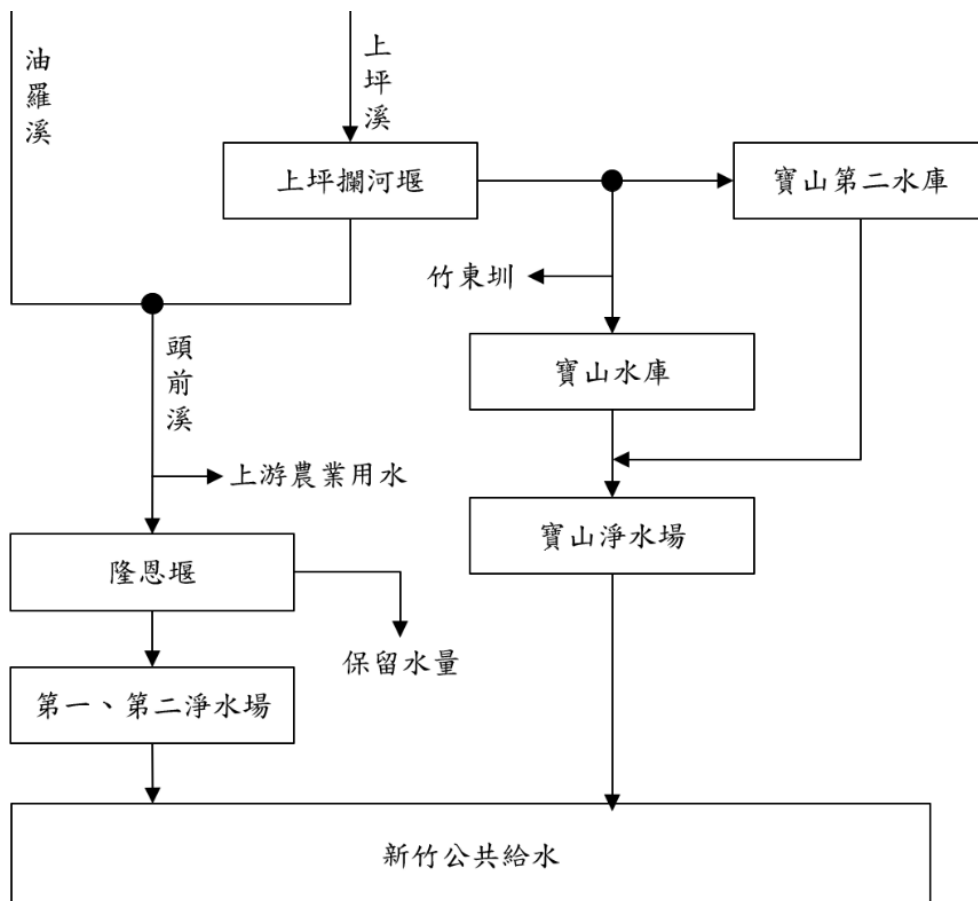 油羅溪
上坪溪
上坪攔河堰
寶山第二水庫
竹東圳
頭前溪
寶山水庫
上游農業用水
寶山淨水場
隆恩堰
保留水量
第一、第二淨水場
新竹公共給水